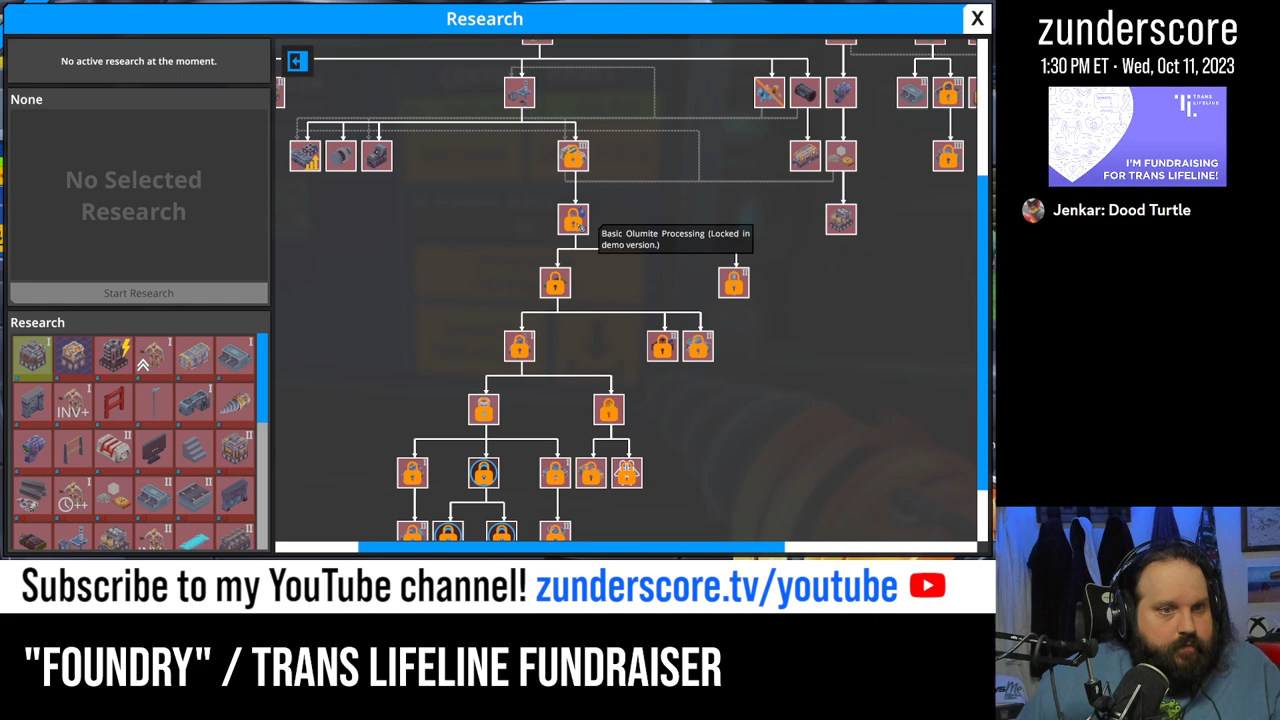 Research
X
No active research at the moment.
None
No Selected
Research
Start Research
Research
INV+
Basic Olumite Processing (Locked in
demo version.)
zunderscore
1:30 PM ET · Wed, Oct 11, 2023
TRANS
LIFELINE
I'M FUNDRAISING
FOR TRANS LIFELINE!
Jenkar: Dood Turtle
Subscribe to my YouTube channel! zunderscore.tv/youtube
"FOUNDRY" / TRANS LIFELINE FUNDRAISER